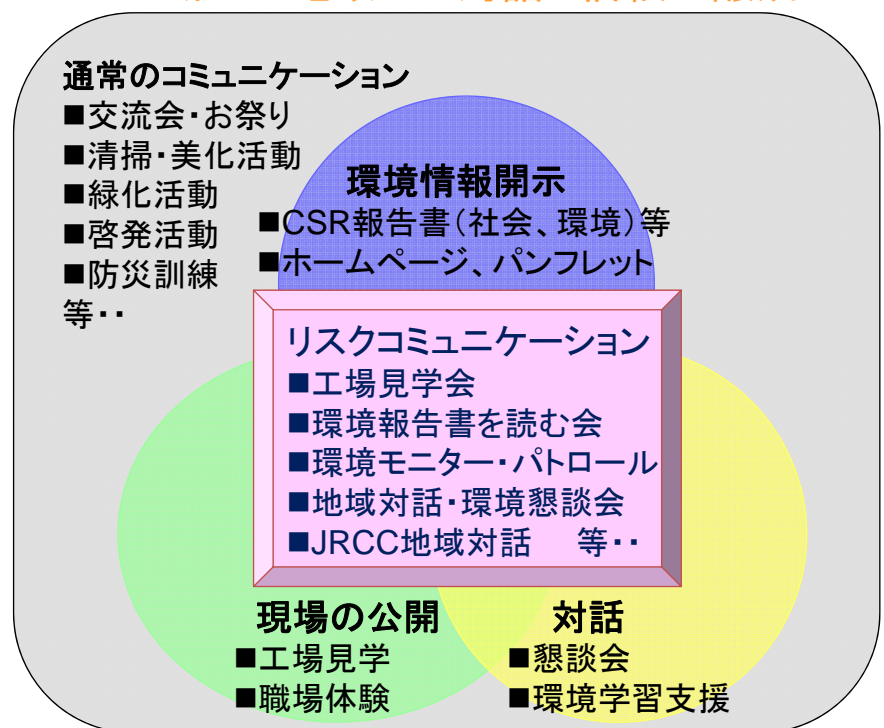 通常のコミュニケーション
■交流会・お祭り
■清掃・美化活動
■緑化活動
■啓発活動
■防災訓練
等・・
環境情報開示
■CSR報告書(社会、環境)等
■ホームページ、パンフレット
リスクコミュニケーション
■工場見学会
■環境報告書を読む会
■環境モニター・パトロール
■地域対話・環境懇談会
■JRCC地域対話　等・・
現場の公開
■工場見学
■職場体験
対話
■懇談会
■環境学習支援